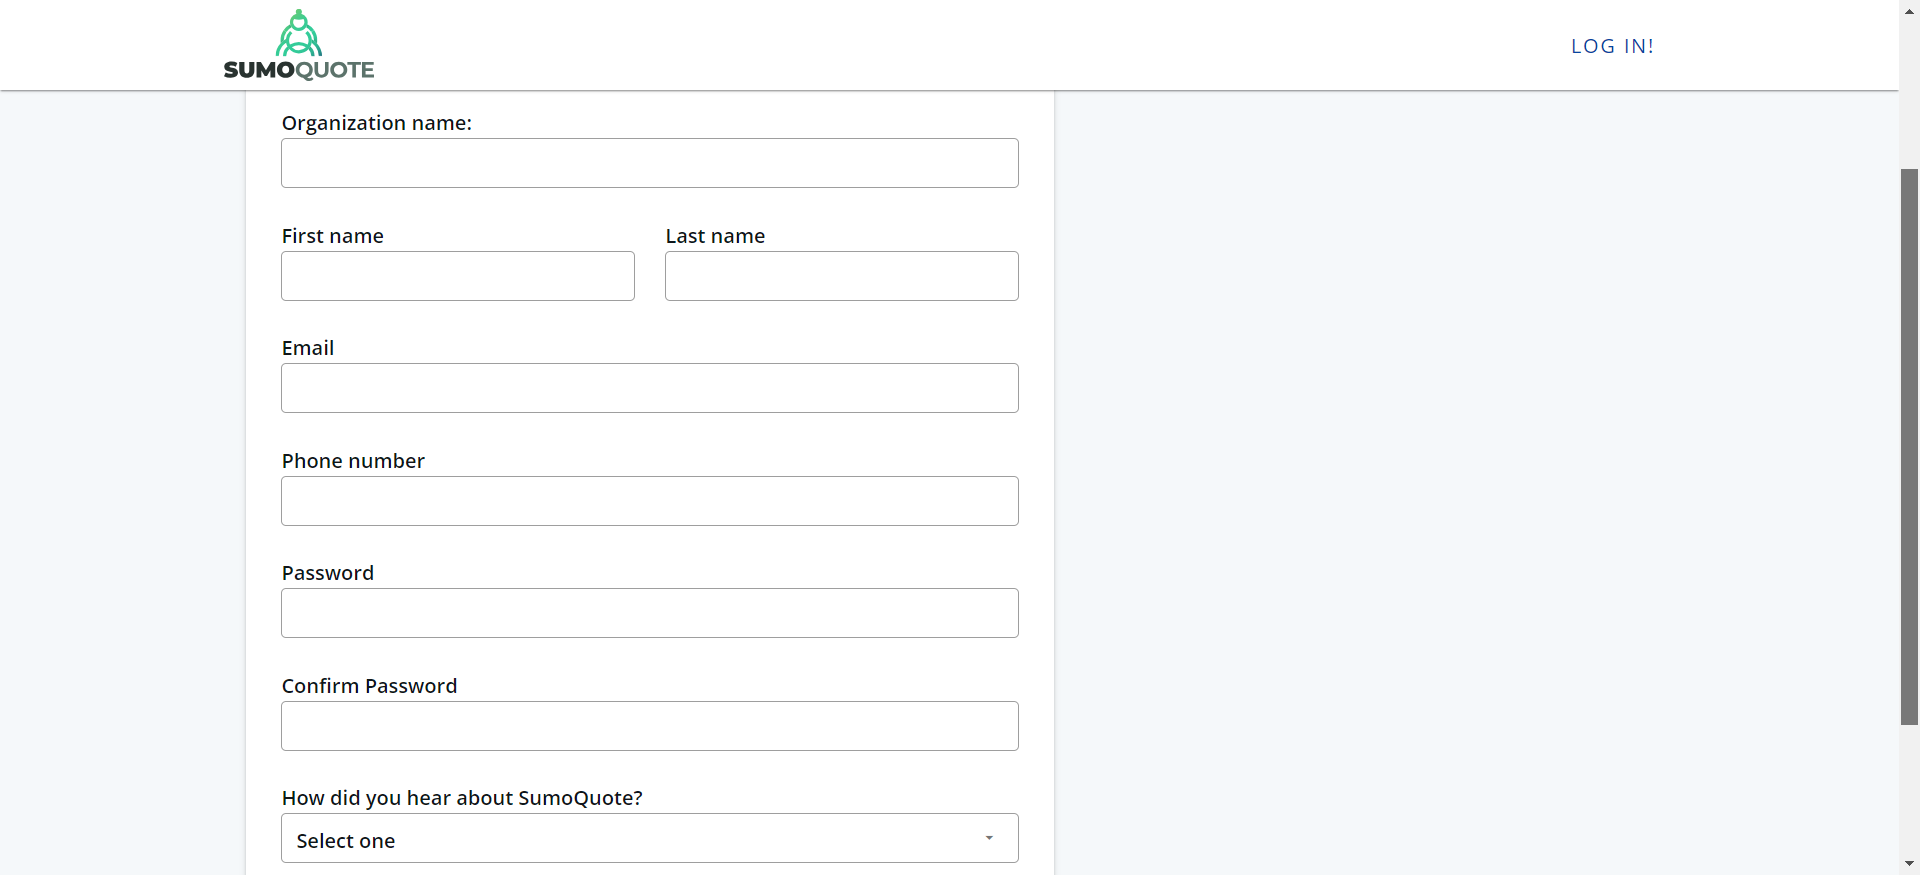 SUMOQUOTE
LOG IN!
Organization name:
First name
Last name
Email
Phone number
Password
Confirm Password
How did you hear about SumoQuote?
Select one